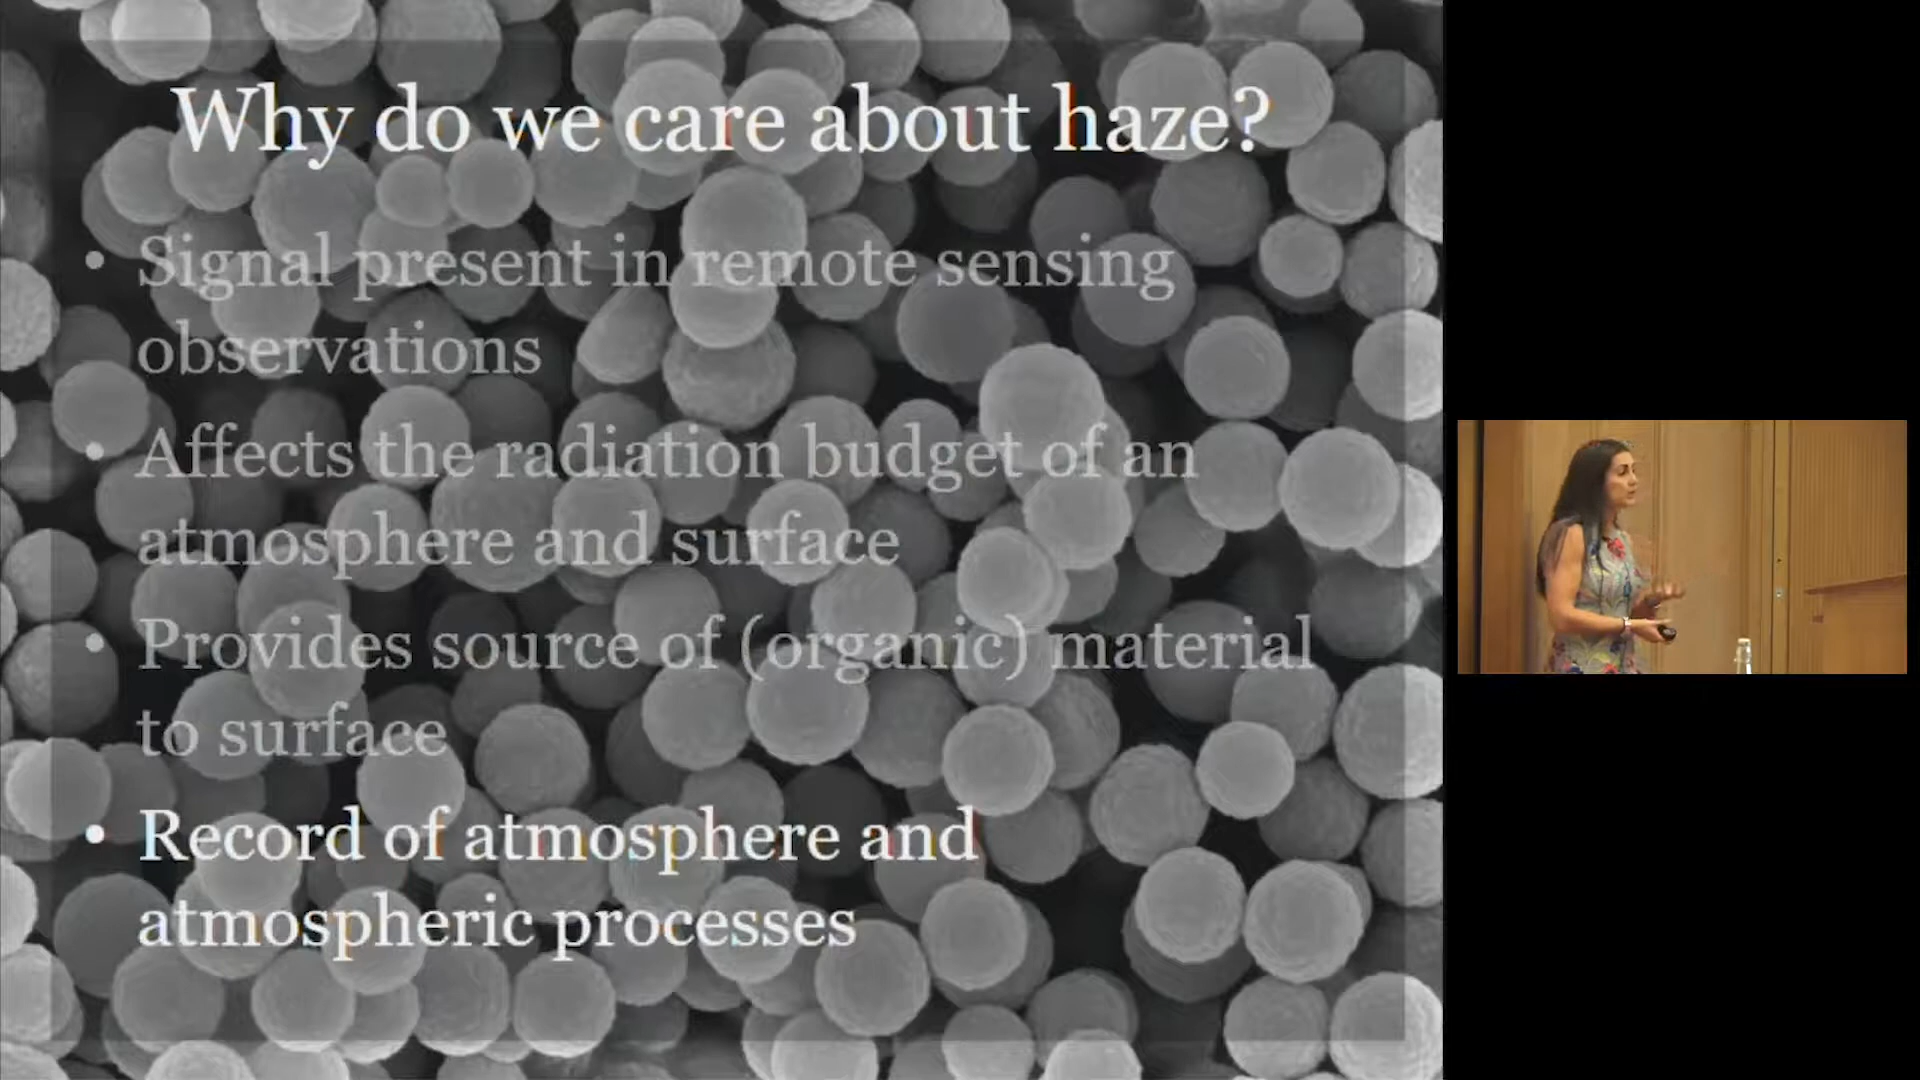 Why do we care about haze?
• Signal present in remote sensing
observations
• Affects the radiation budget of an
atmosphere and surface
• Provides source of (organic) material
to surface
• Record of atmosphere and
atmospheric processes